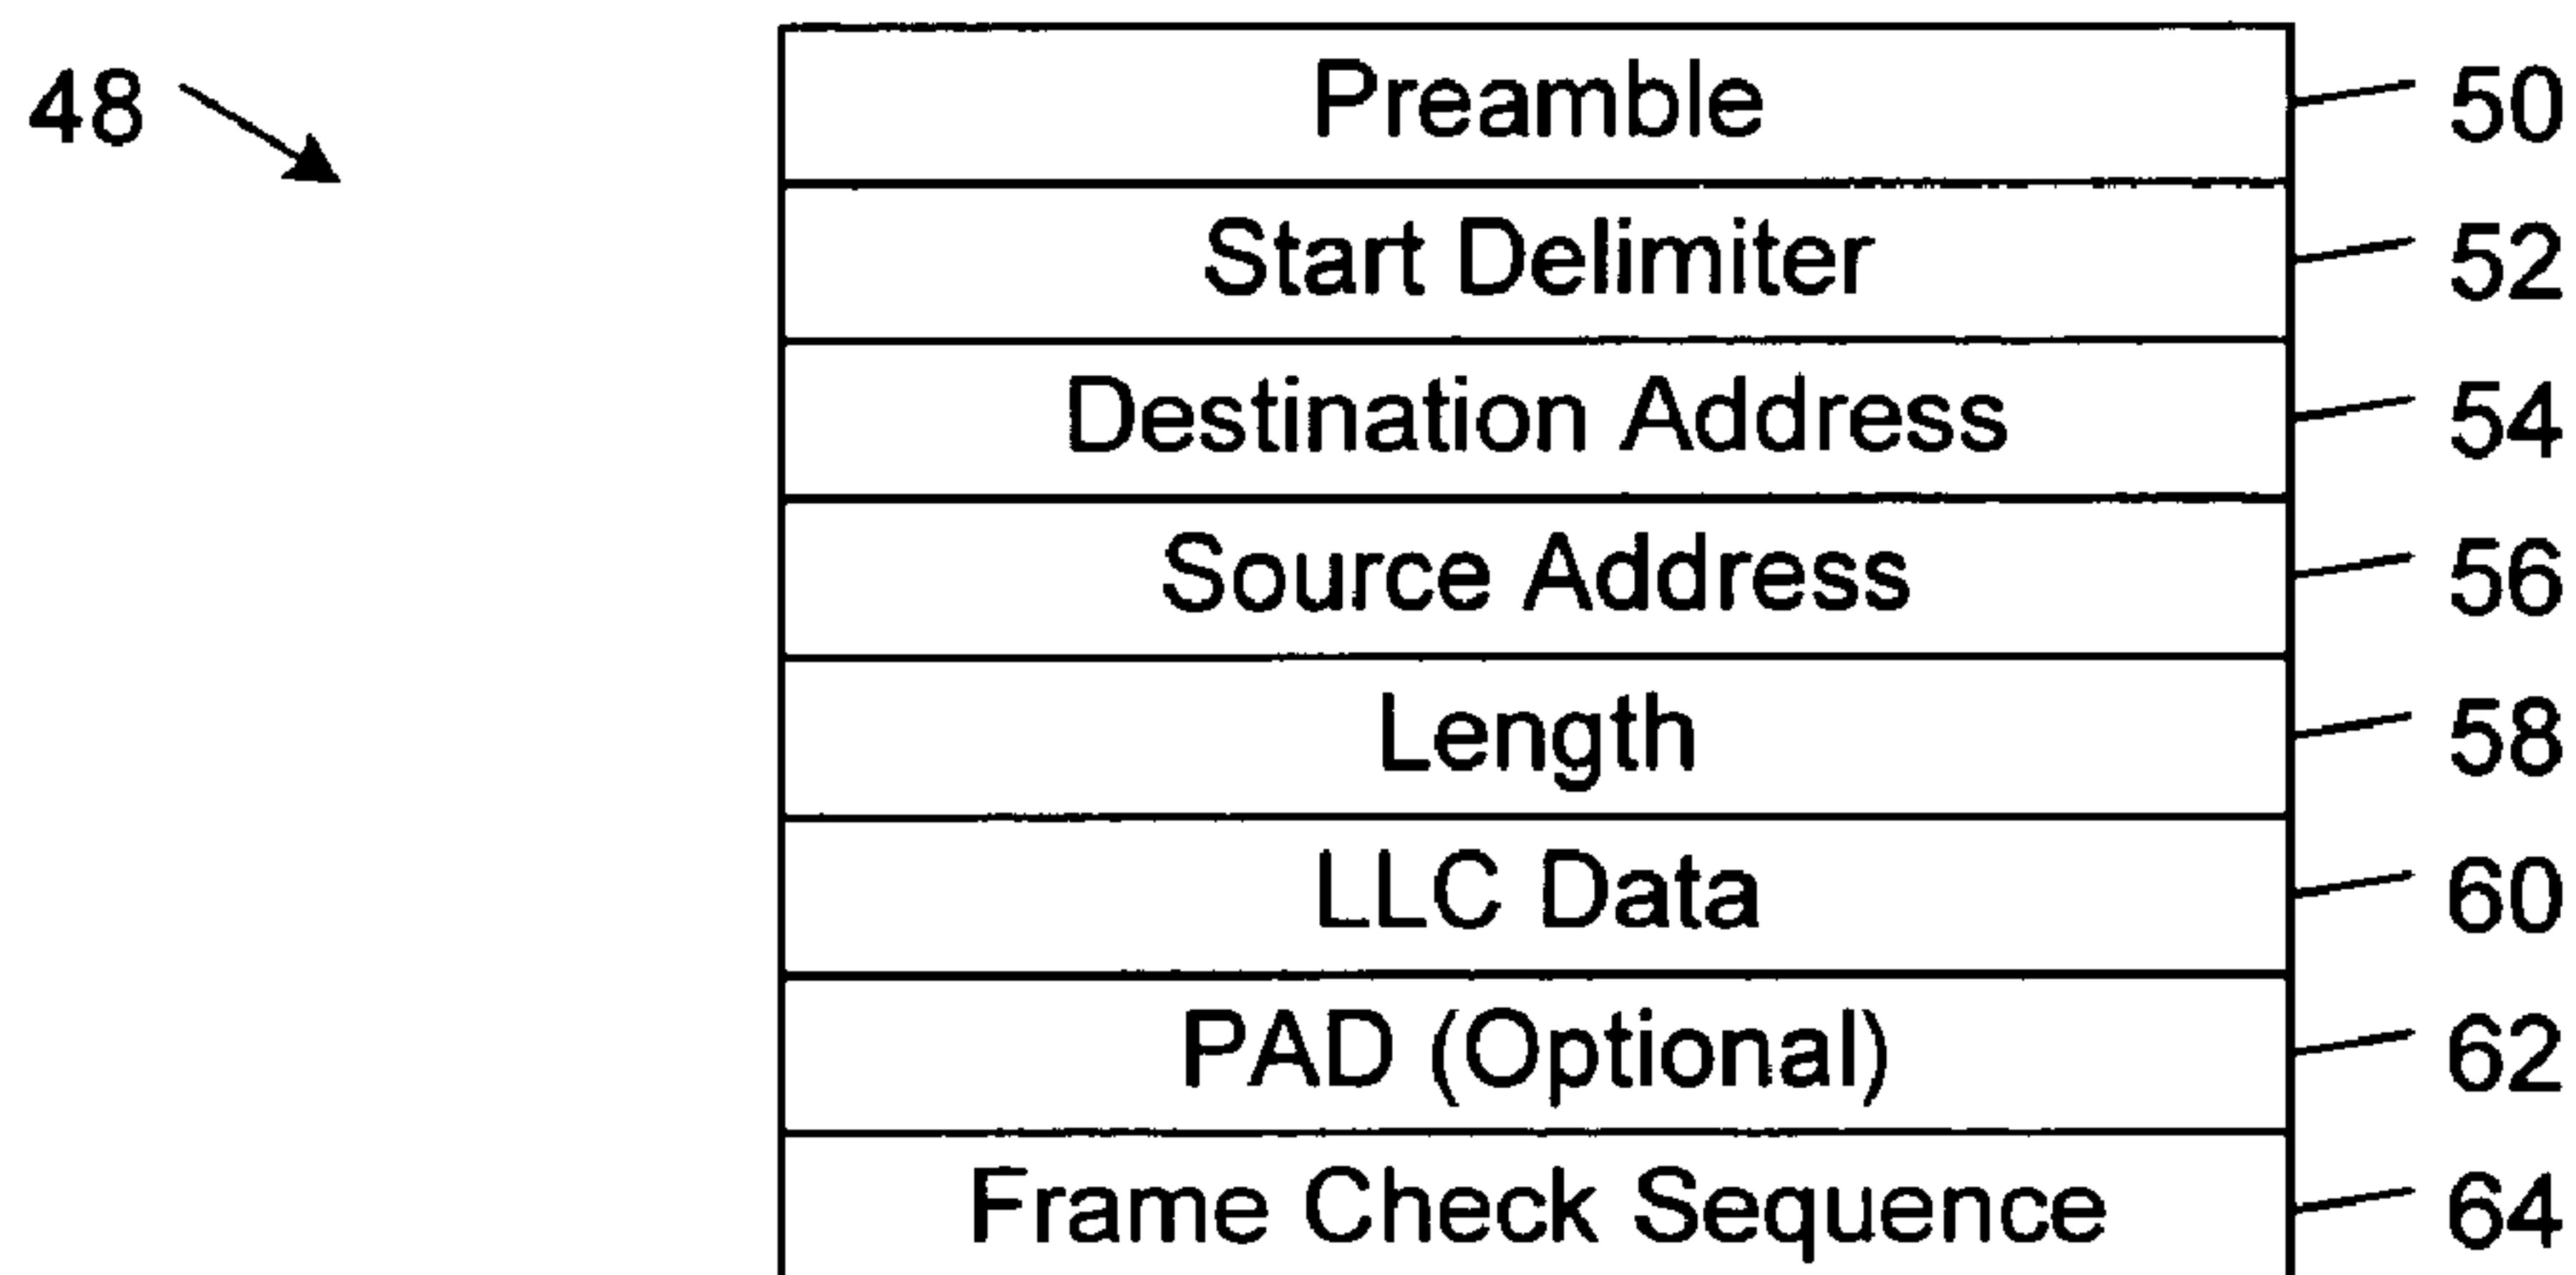 48
Preamble 50
Start Delimiter 52
Destination Address 54
Source Address 56
Length 58
LLC Data 60
PAD (Optional) 62
Frame Check Sequence 64